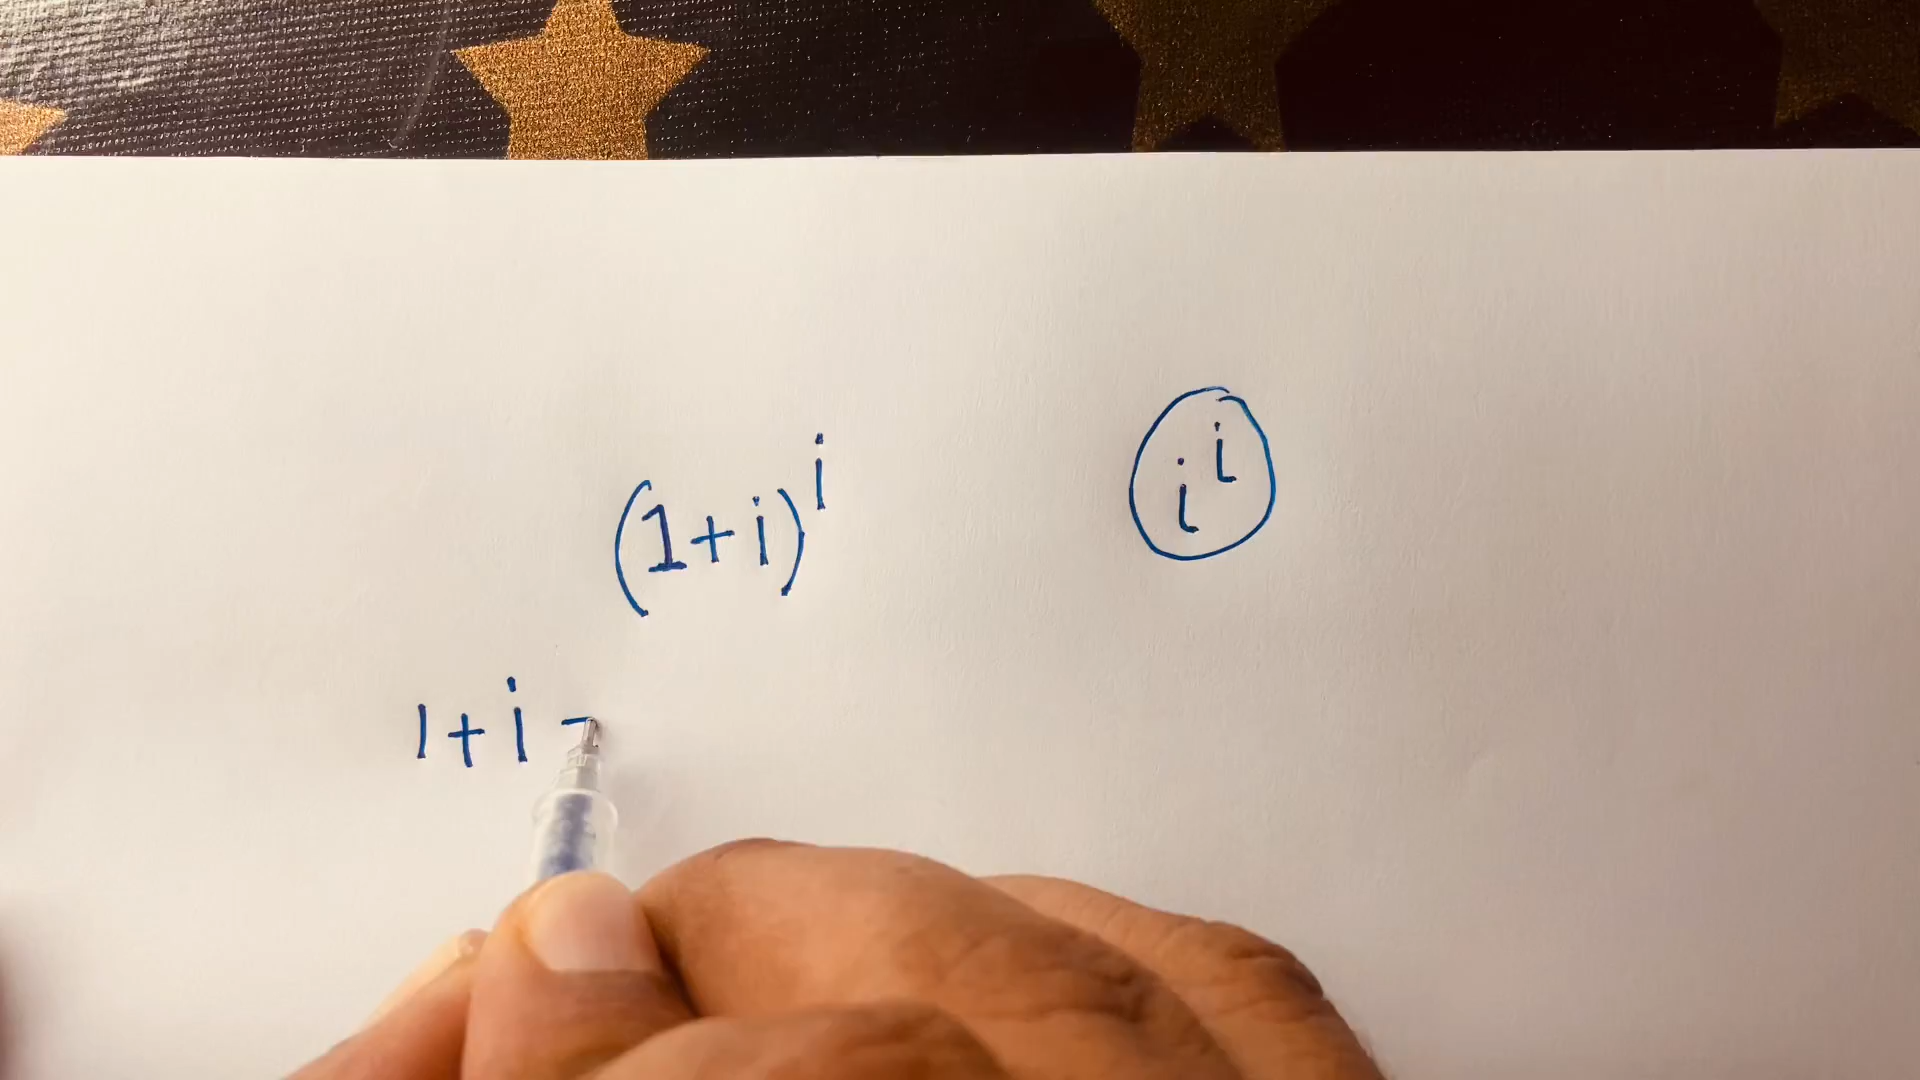 (1+i)^i
i^i
1+i =